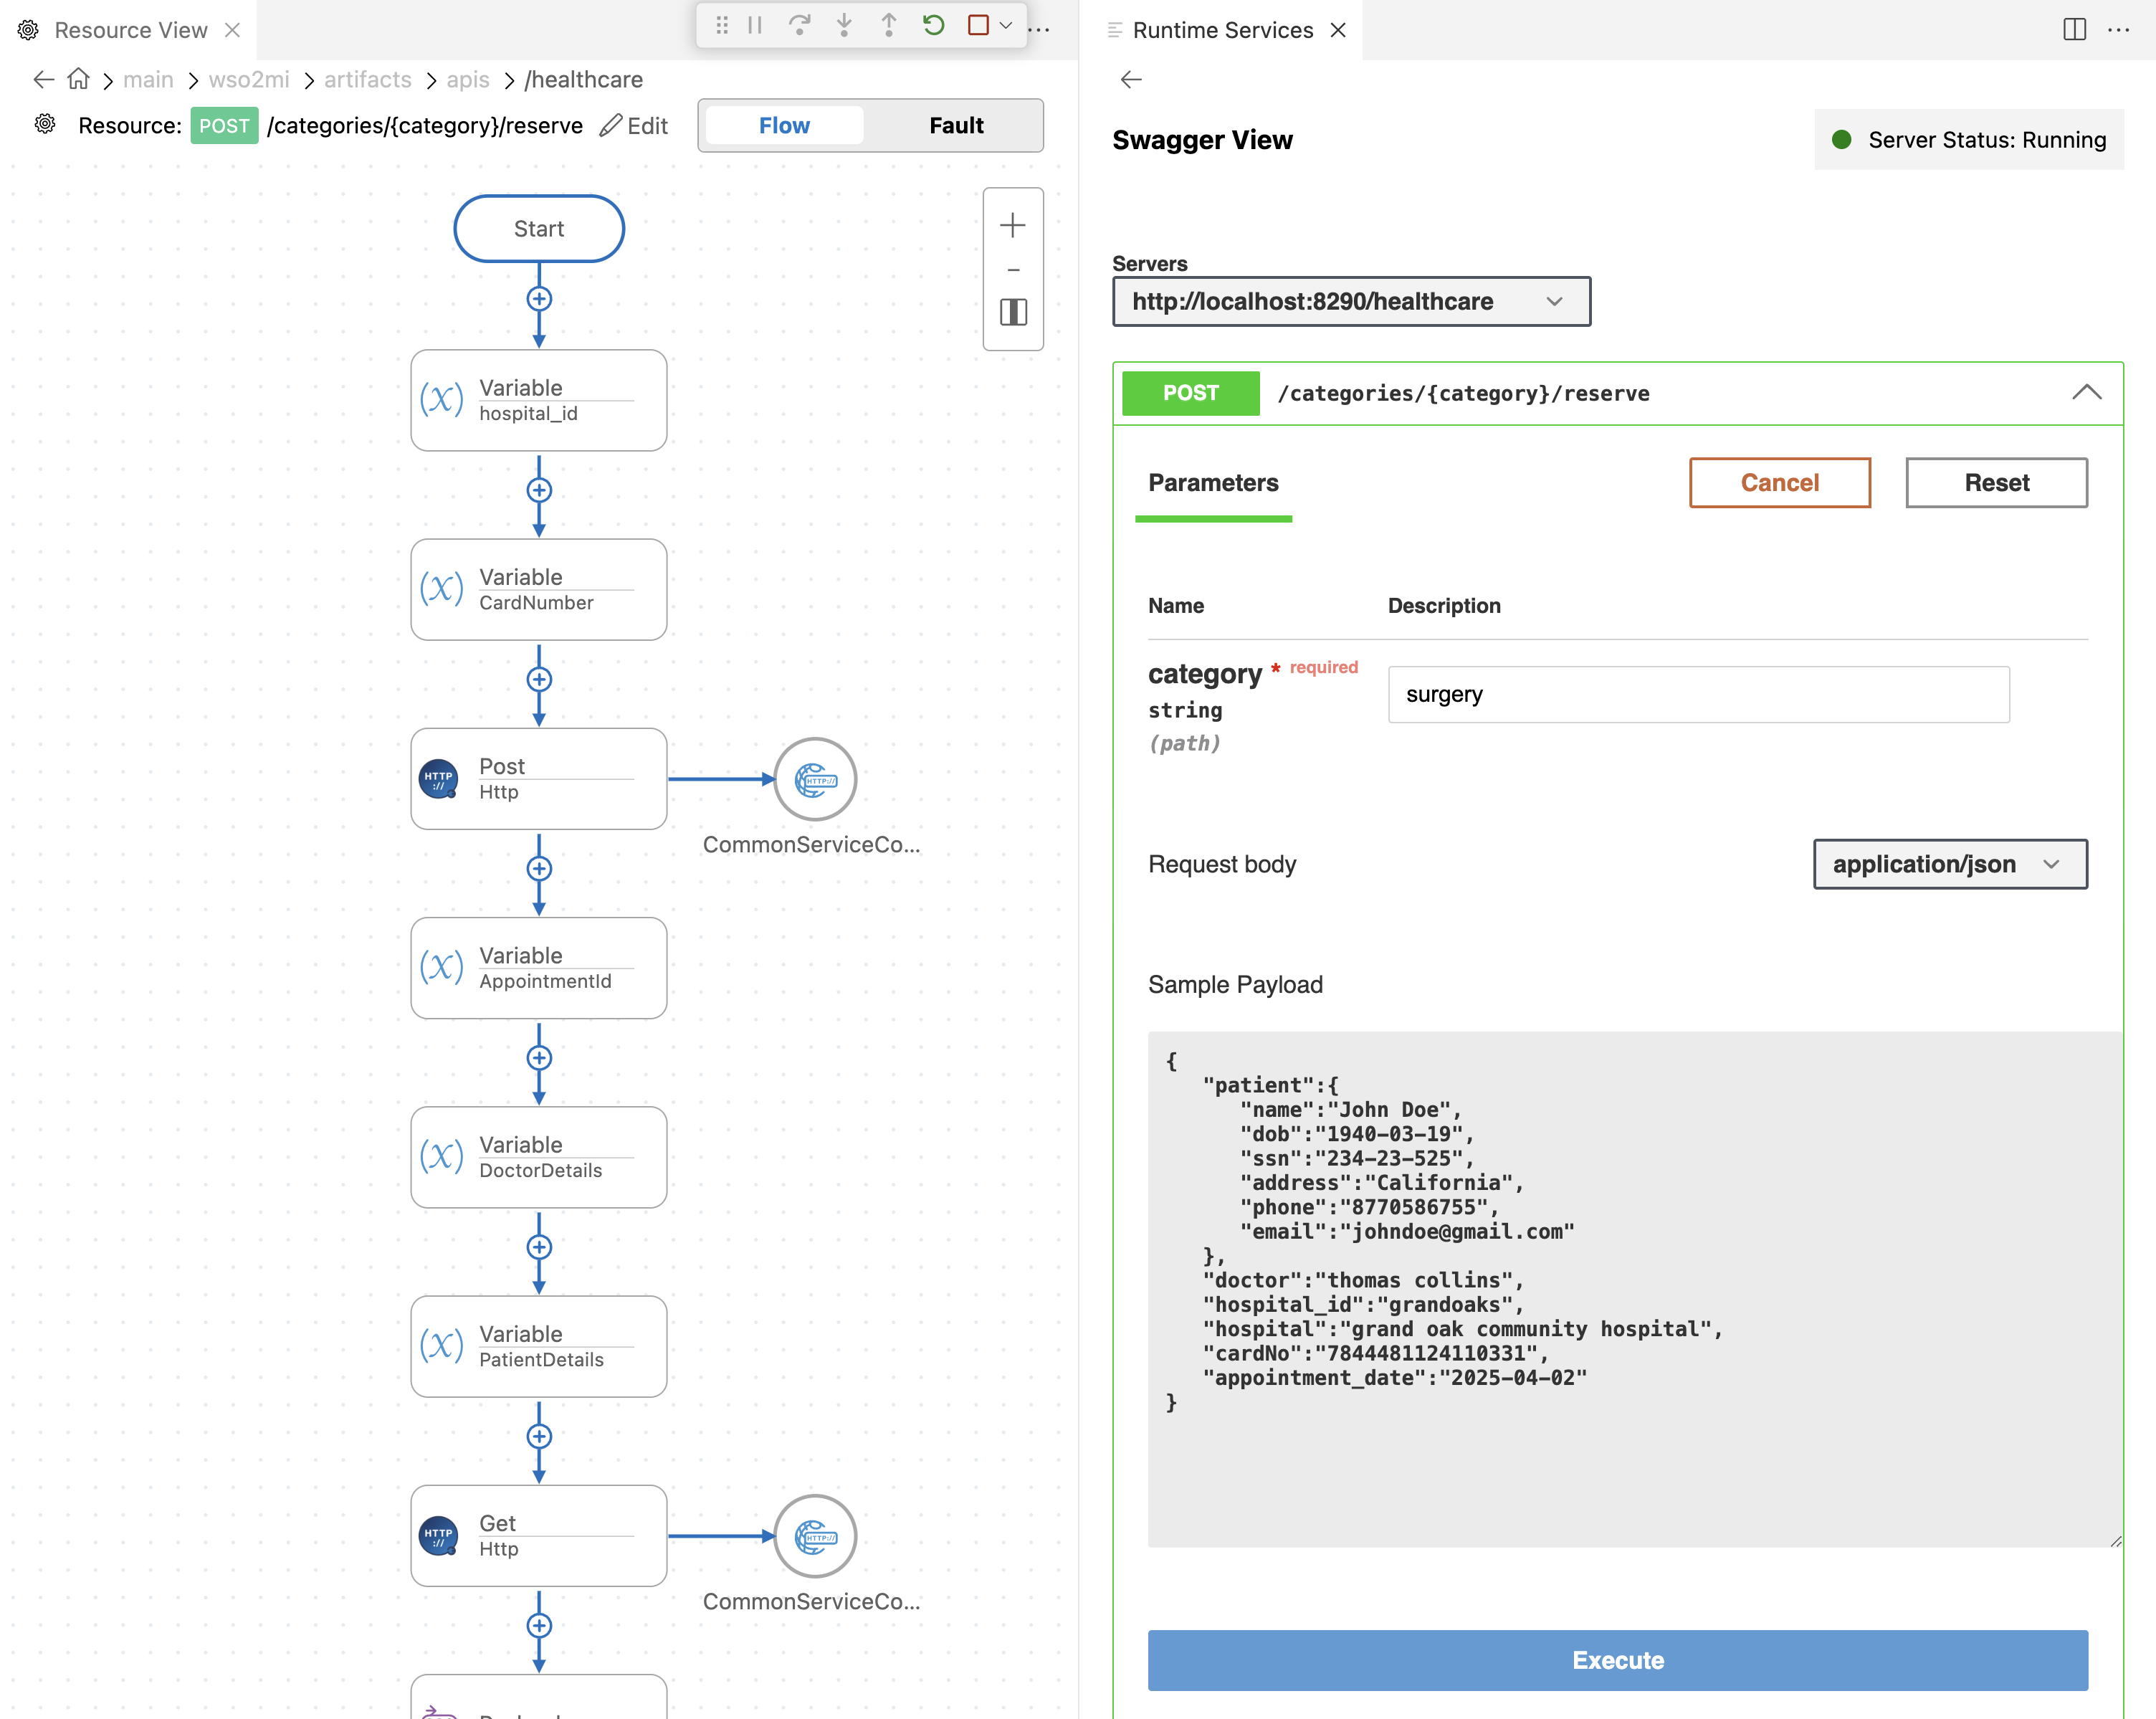 Resource View
main
wso2mi
artifacts
apis
/healthcare
Resource: POST /categories/{category}/reserve Edit
Flow
Fault
Start
Variable
hospital_id
Variable
CardNumber
Post
Http
CommonServiceCo...
Variable
AppointmentId
Variable
DoctorDetails
Variable
PatientDetails
Get
Http
CommonServiceCo...
Runtime Services
Swagger View
Server Status: Running
Servers
http://localhost:8290/healthcare
POST /categories/{category}/reserve
Parameters
Cancel
Reset
Name Description
category * required
string
(path)
surgery
Request body
application/json
Sample Payload
{
"patient":{
"name":"John Doe",
"dob":"1940-03-19",
"ssn":"234-23-525",
"address":"California",
"phone":"8770586755",
"email":"johndoe@gmail.com"
},
"doctor":"thomas collins",
"hospital_id":"grandoaks",
"hospital":"grand oak community hospital",
"cardNo":"7844481124110331",
"appointment_date":"2025-04-02"
}
Execute